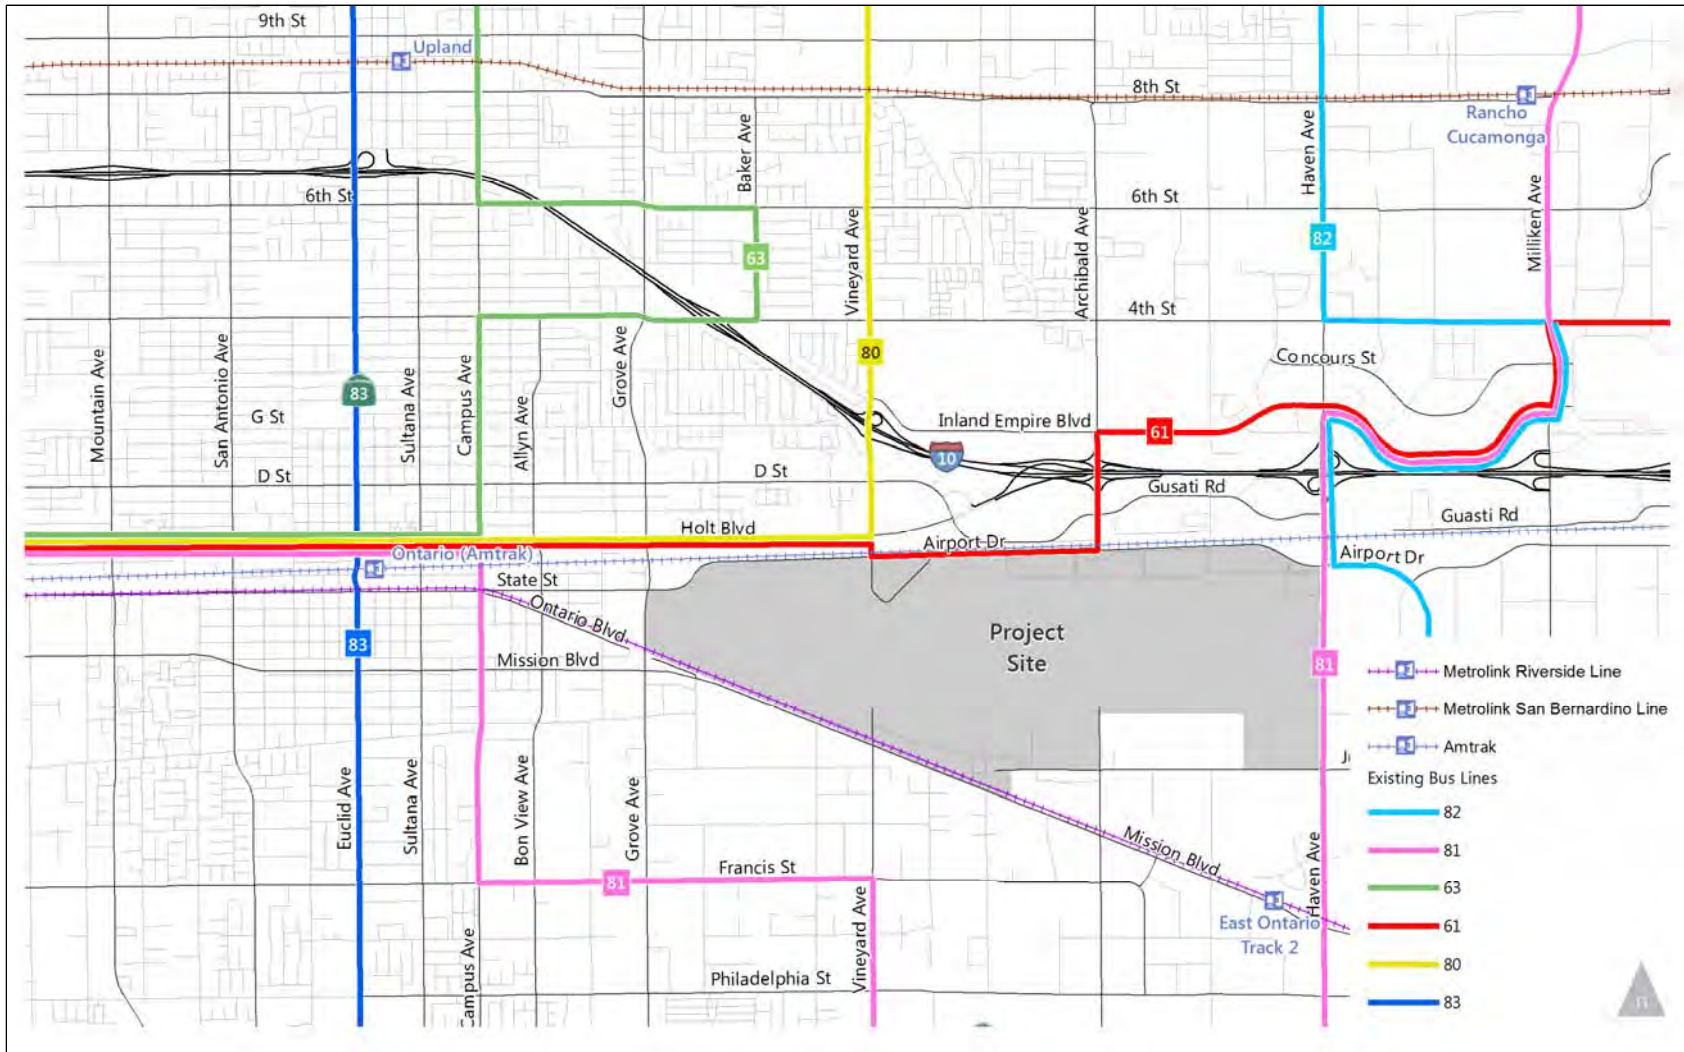 9th St
Upland
8th St
Rancho
Cucamonga
Baker Ave
Haven Ave
6th St
6th St
Milliken Ave
82
63
Vineyard Ave
Archibald Ave
4th St
80
Concours St
Mountain Ave
San Antonio Ave
83
Sultana Ave
Campus Ave
Allyn Ave
Grove Ave
G St
Inland Empire Blvd
61
10
D St
D St
Gusati Rd
Guasti Rd
Holt Blvd
Airport Dr
Airport Dr
Ontario (Amtrak)
State St
Ontario Blvd
Mission Blvd
83
Project
Site
81
Metrolink Riverside Line
Metrolink San Bernardino Line
Amtrak
Existing Bus Lines
82
81
63
61
80
83
Euclid Ave
Sultana Ave
Bon View Ave
Grove Ave
Mission Blvd
Francis St
81
Haven Ave
East Ontario
Track 2
Campus Ave
Vineyard Ave
Philadelphia St
n